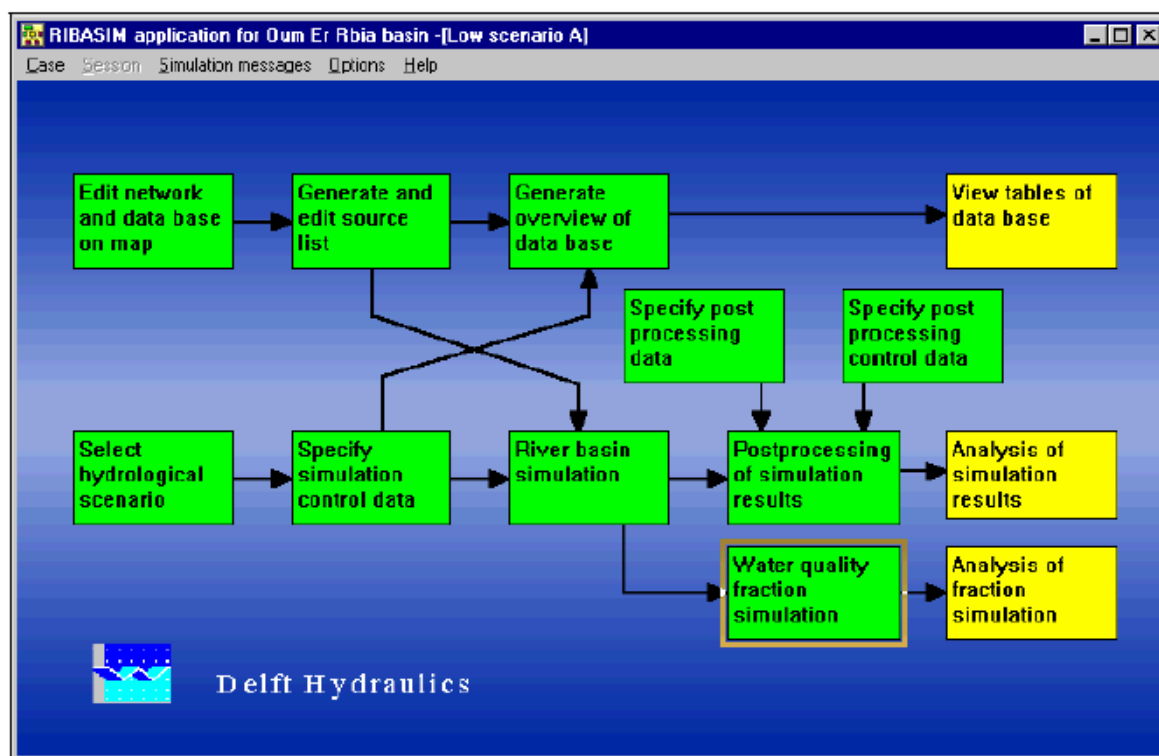 RIBASIM application for Oum Er Rbia basin -[Low scenario A]
Case Session Simulation messages Options Help
Edit network
and data base
on map
Generate and
edit source
list
Generate
overview of
data base
View tables of
data base
Specify post
processing
data
Specify post
processing
control data
Select
hydrological
scenario
Specify
simulation
control data
River basin
simulation
Postprocessing
of simulation
results
Analysis of
simulation
results
Water quality
fraction
simulation
Analysis of
fraction
simulation
Delft Hydraulics